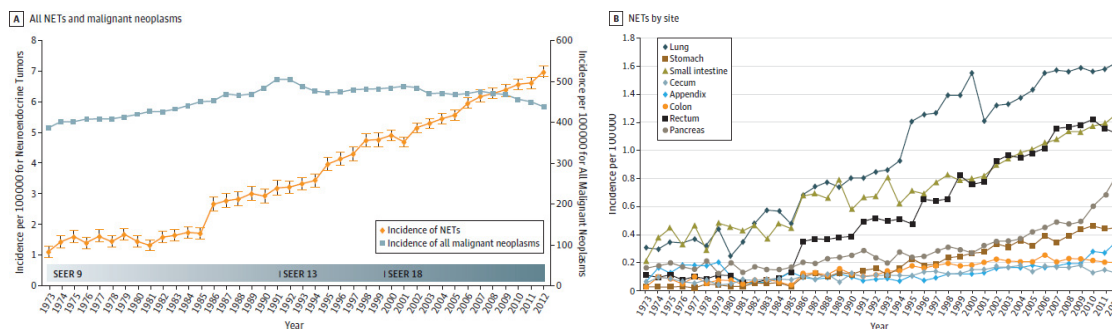 A All NETs and malignant neoplasms
8
7
6
5
4
3
2
1
0
Incidence per 100000 for Neuroendocrine Tumors
600
500
400
300
200
100
0
Incidence per 100000 for All Malignant Neoplasms
Incidence of NETs
Incidence of all malignant neoplasms
SEER 9 SEER 13 SEER 18
1973 1974 1975 1976 1977 1978 1979 1980 1981 1982 1983 1984 1985 1986 1987 1988 1989 1990 1991 1992 1993 1994 1995 1996 1997 1998 1999 2000 2001 2002 2003 2004 2005 2006 2007 2008 2009 2010 2011 2012
Year
B NETs by site
1.8
1.6
1.4
1.2
1.0
0.8
0.6
0.4
0.2
0
Incidence per 100000
Lung
Stomach
Small intestine
Cecum
Appendix
Colon
Rectum
Pancreas
1973 1974 1975 1976 1977 1978 1979 1980 1981 1982 1983 1984 1985 1986 1987 1988 1989 1990 1991 1992 1993 1994 1995 1996 1997 1998 1999 2000 2001 2002 2003 2004 2005 2006 2007 2008 2009 2010 2011
Year